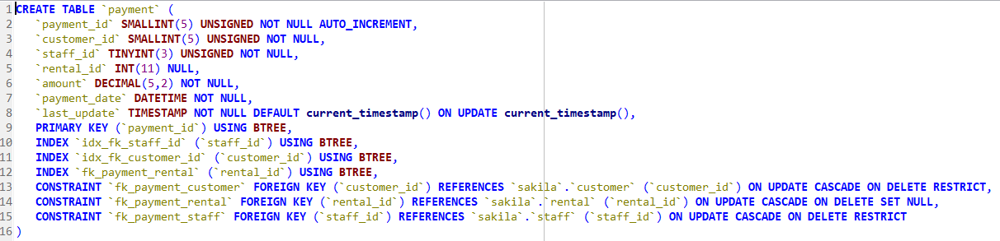 1 CREATE TABLE `payment` (
2 `payment_id` SMALLINT(5) UNSIGNED NOT NULL AUTO_INCREMENT,
3 `customer_id` SMALLINT(5) UNSIGNED NOT NULL,
4 `staff_id` TINYINT(3) UNSIGNED NOT NULL,
5 `rental_id` INT(11) NULL,
6 `amount` DECIMAL(5,2) NOT NULL,
7 `payment_date` DATETIME NOT NULL,
8 `last_update` TIMESTAMP NOT NULL DEFAULT current_timestamp() ON UPDATE current_timestamp(),
9 PRIMARY KEY (`payment_id`) USING BTREE,
10 INDEX `idx_fk_staff_id` (`staff_id`) USING BTREE,
11 INDEX `idx_fk_customer_id` (`customer_id`) USING BTREE,
12 INDEX `fk_payment_rental` (`rental_id`) USING BTREE,
13 CONSTRAINT `fk_payment_customer` FOREIGN KEY (`customer_id`) REFERENCES `sakila`.`customer` (`customer_id`) ON UPDATE CASCADE ON DELETE RESTRICT,
14 CONSTRAINT `fk_payment_rental` FOREIGN KEY (`rental_id`) REFERENCES `sakila`.`rental` (`rental_id`) ON UPDATE CASCADE ON DELETE SET NULL,
15 CONSTRAINT `fk_payment_staff` FOREIGN KEY (`staff_id`) REFERENCES `sakila`.`staff` (`staff_id`) ON UPDATE CASCADE ON DELETE RESTRICT
16 )